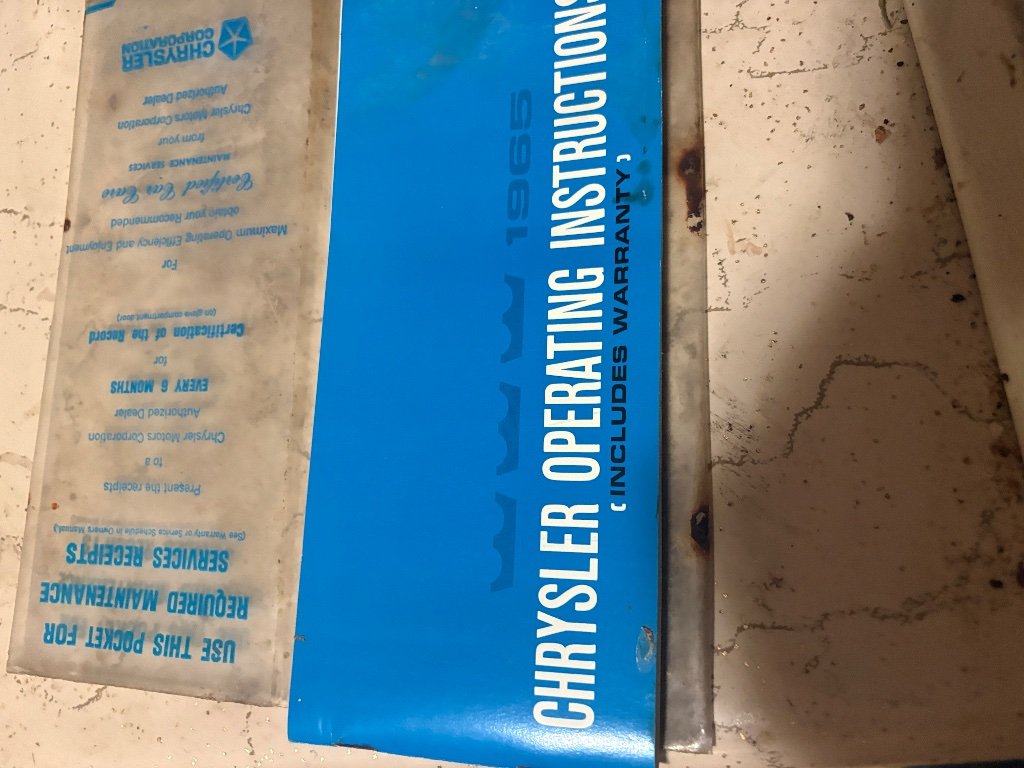 USE THIS POCKET FOR
REQUIRED MAINTENANCE
SERVICES RECEIPTS
(See Warranty or Service Schedule in Owners Manual.)
Present the receipts
to a
Chrysler Motors Corporation
Authorized Dealer
EVERY 6 MONTHS
for
Certification of the Record
(on glove compartment door)
For
Maximum Operating Efficiency and Enjoyment
obtain your Recommended
Certified Car Care
MAINTENANCE SERVICES
from your
Chrysler Motors Corporation
Authorized Dealer
CHRYSLER
CORPORATION
1965
CHRYSLER OPERATING INSTRUCTIONS
(INCLUDES WARRANTY)